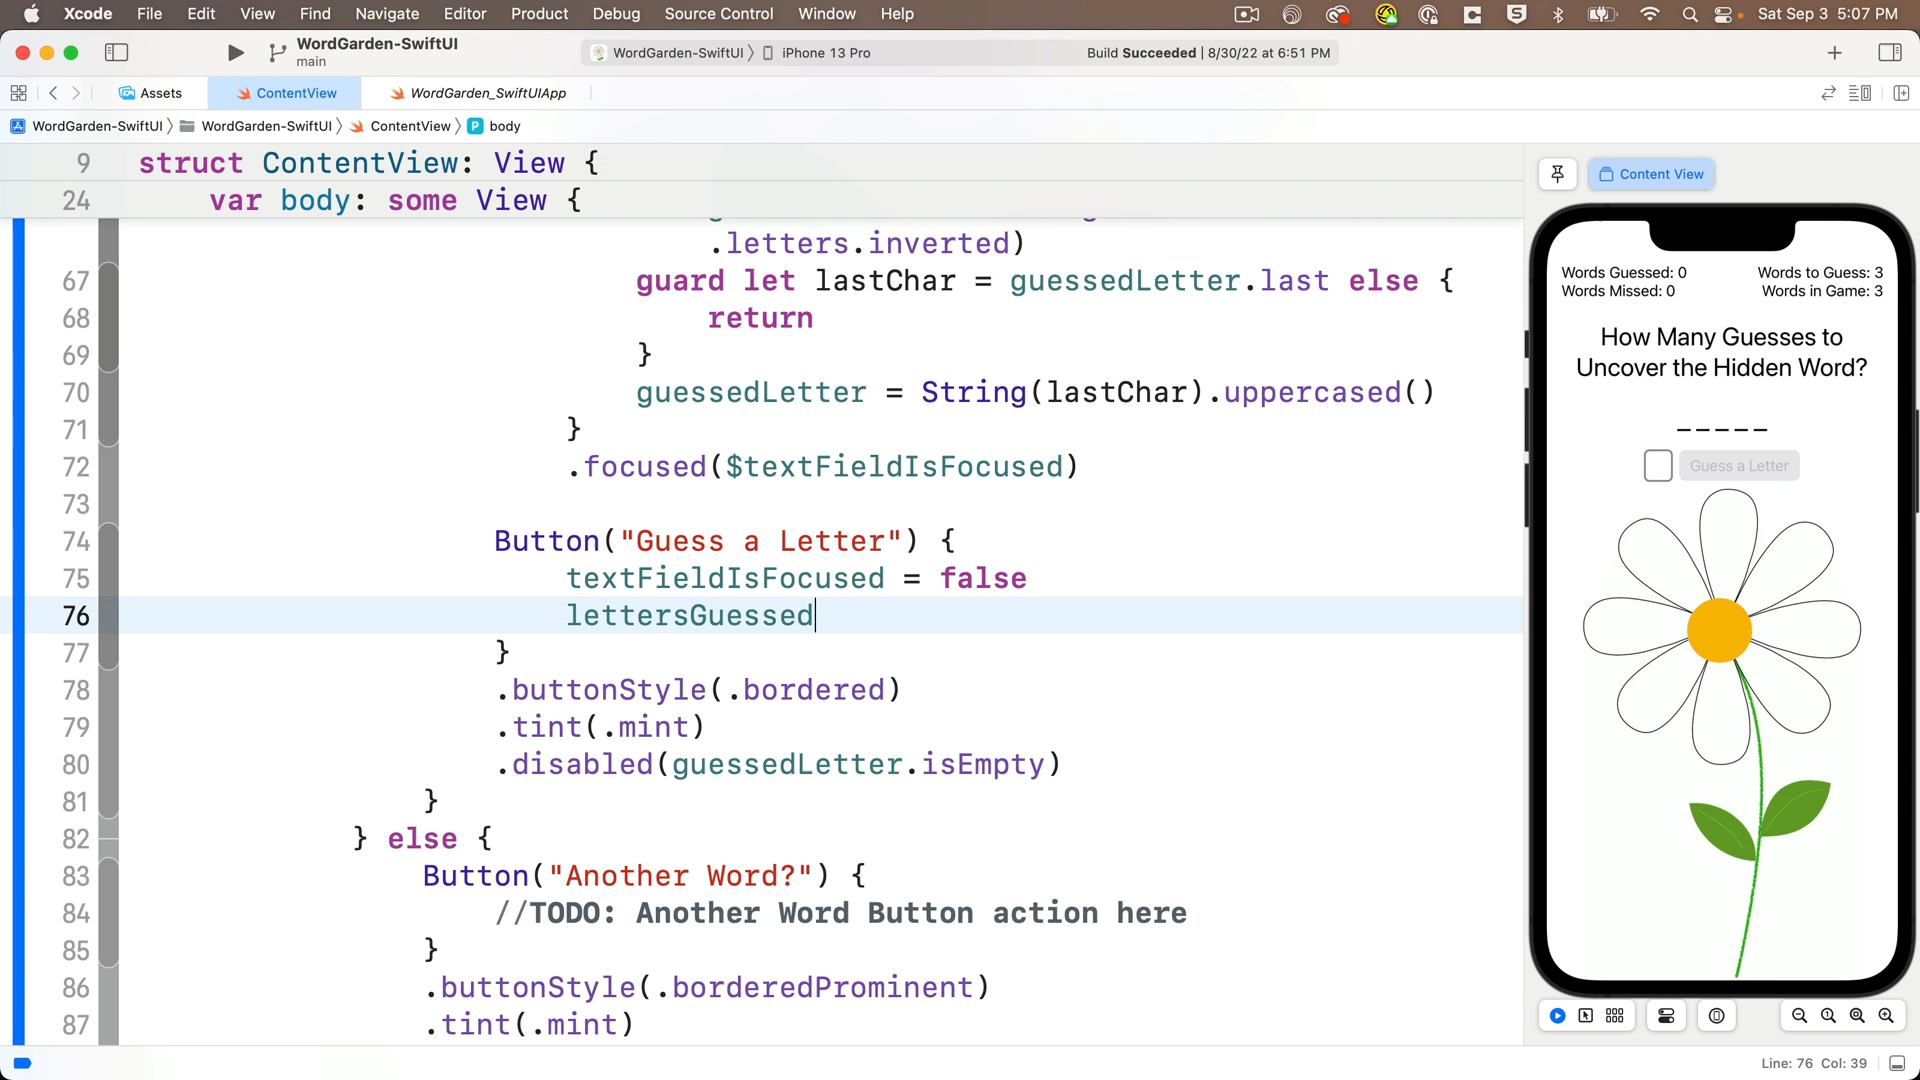 Xcode File Edit View Find Navigate Editor Product Debug Source Control Window Help Sat Sep 3 5:07 PM
WordGarden-SwiftUI
main
WordGarden-SwiftUI iPhone 13 Pro Build Succeeded | 8/30/22 at 6:51 PM
Assets ContentView WordGarden_SwiftUIApp
WordGarden-SwiftUI WordGarden-SwiftUI ContentView P body
9 struct ContentView: View {
24 var body: some View {
.letters.inverted)
67 guard let lastChar = guessedLetter.last else {
68 return
69 }
70 guessedLetter = String(lastChar).uppercased()
71 }
72 .focused($textFieldIsFocused)
73
74 Button("Guess a Letter") {
75 textFieldIsFocused = false
76 lettersGuessed
77 }
78 .buttonStyle(.bordered)
79 .tint(.mint)
80 .disabled(guessedLetter.isEmpty)
81 }
82 } else {
83 Button("Another Word?") {
84 //TODO: Another Word Button action here
85 }
86 .buttonStyle(.borderedProminent)
87 .tint(.mint)
Content View
Words Guessed: 0 Words to Guess: 3
Words Missed: 0 Words in Game: 3
How Many Guesses to
Uncover the Hidden Word?
_ _ _ _ _
Guess a Letter
Line: 76 Col: 39